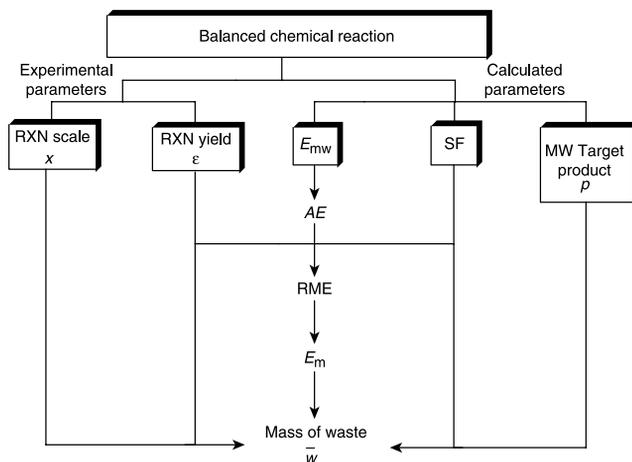 Balanced chemical reaction
Experimental
parameters
Calculated
parameters
RXN scale
x
RXN yield
ε
E_mw
SF
MW Target
product
p
AE
RME
E_m
Mass of waste
w̅